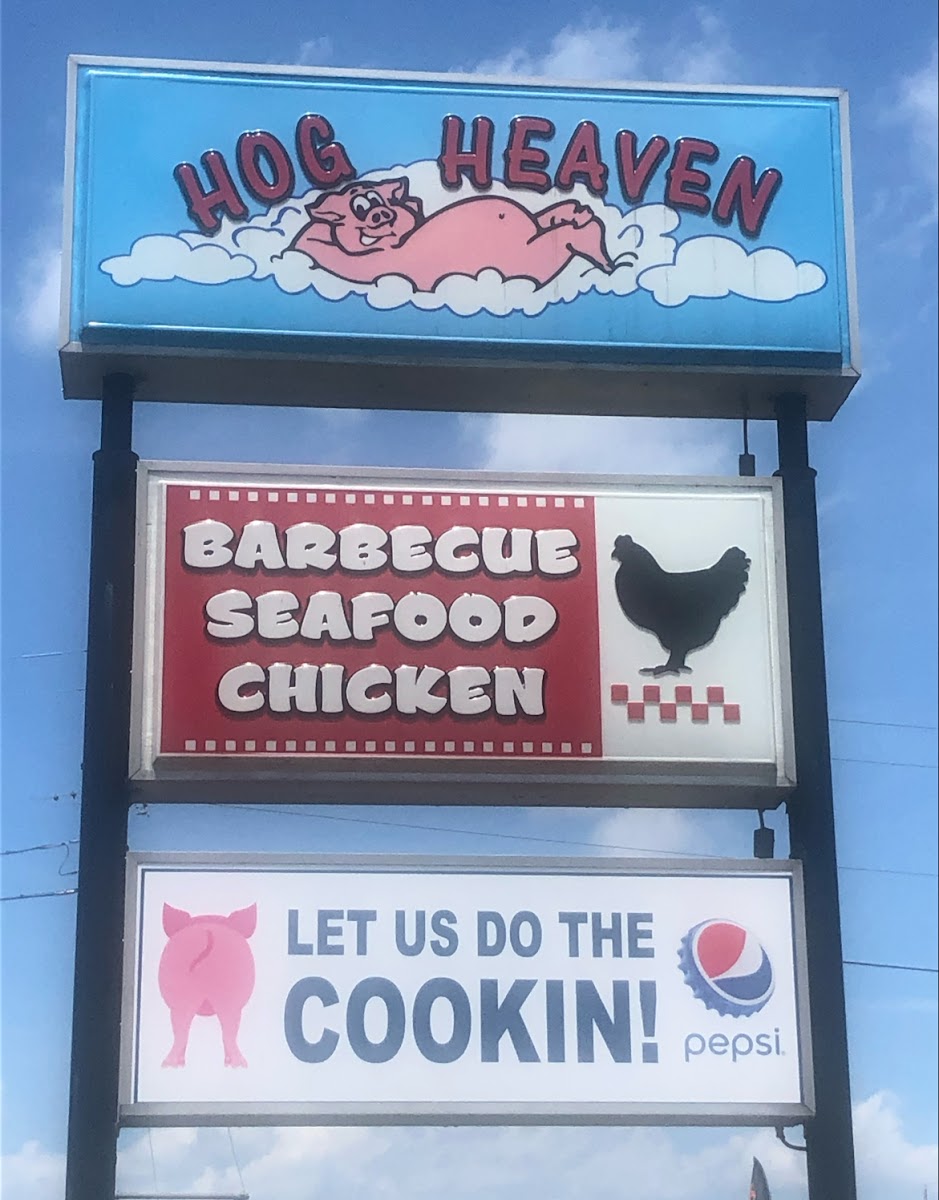 HOG HEAVEN
BARBECUE
SEAFOOD
CHICKEN
LET US DO THE
COOKIN!
pepsi